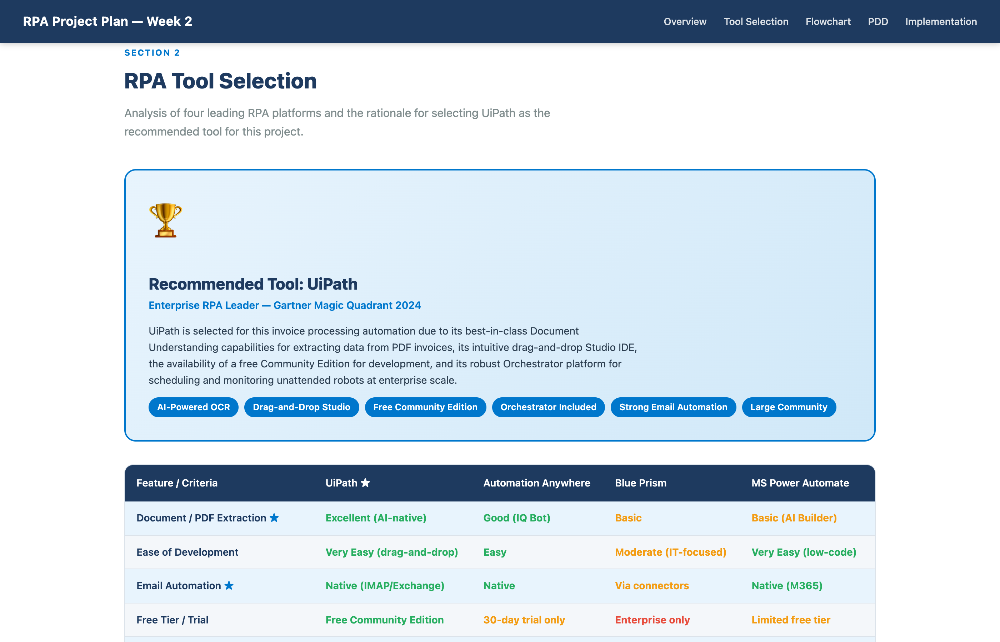 RPA Project Plan — Week 2
Overview Tool Selection Flowchart PDD Implementation
SECTION 2
RPA Tool Selection
Analysis of four leading RPA platforms and the rationale for selecting UiPath as the
recommended tool for this project.
Recommended Tool: UiPath
Enterprise RPA Leader — Gartner Magic Quadrant 2024
UiPath is selected for this invoice processing automation due to its best-in-class Document
Understanding capabilities for extracting data from PDF invoices, its intuitive drag-and-drop Studio IDE,
the availability of a free Community Edition for development, and its robust Orchestrator platform for
scheduling and monitoring unattended robots at enterprise scale.
AI-Powered OCR Drag-and-Drop Studio Free Community Edition Orchestrator Included Strong Email Automation Large Community
Feature / Criteria UiPath ★ Automation Anywhere Blue Prism MS Power Automate
Document / PDF Extraction ★ Excellent (AI-native) Good (IQ Bot) Basic Basic (AI Builder)
Ease of Development Very Easy (drag-and-drop) Easy Moderate (IT-focused) Very Easy (low-code)
Email Automation ★ Native (IMAP/Exchange) Native Via connectors Native (M365)
Free Tier / Trial Free Community Edition 30-day trial only Enterprise only Limited free tier